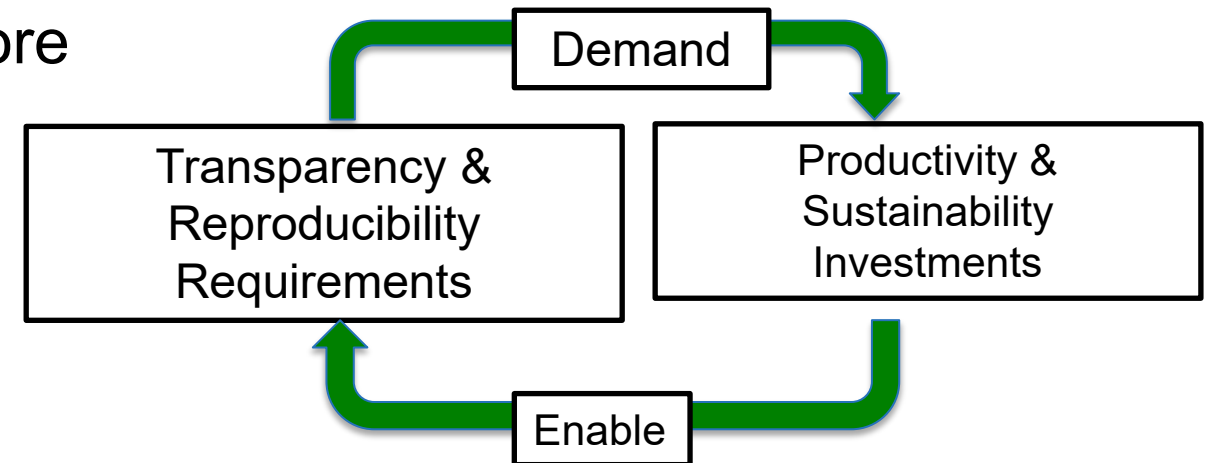 ore
Demand
Transparency &
Reproducibility
Requirements
Productivity &
Sustainability
Investments
Enable